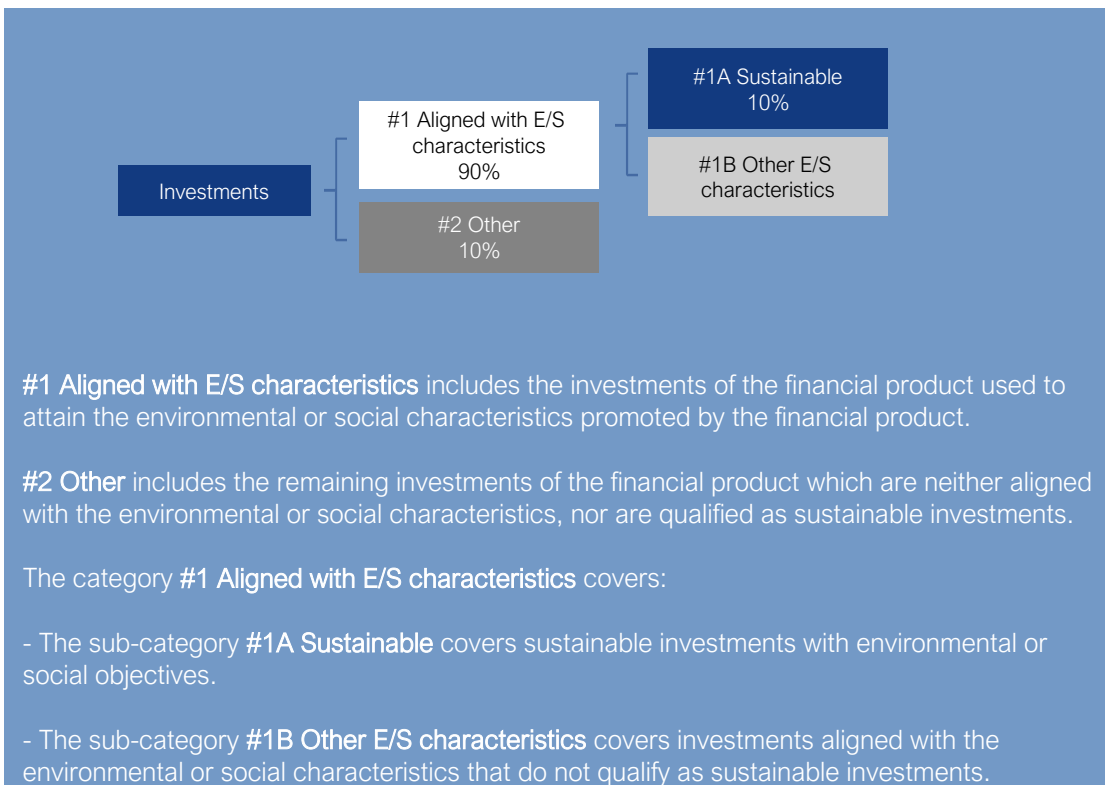 #1A Sustainable
10%
#1 Aligned with E/S
characteristics
90%
#1B Other E/S
characteristics
Investments
#2 Other
10%
#1 Aligned with E/S characteristics includes the investments of the financial product used to
attain the environmental or social characteristics promoted by the financial product.
#2 Other includes the remaining investments of the financial product which are neither aligned
with the environmental or social characteristics, nor are qualified as sustainable investments.
The category #1 Aligned with E/S characteristics covers:
- The sub-category #1A Sustainable covers sustainable investments with environmental or
social objectives.
- The sub-category #1B Other E/S characteristics covers investments aligned with the
environmental or social characteristics that do not qualify as sustainable investments.